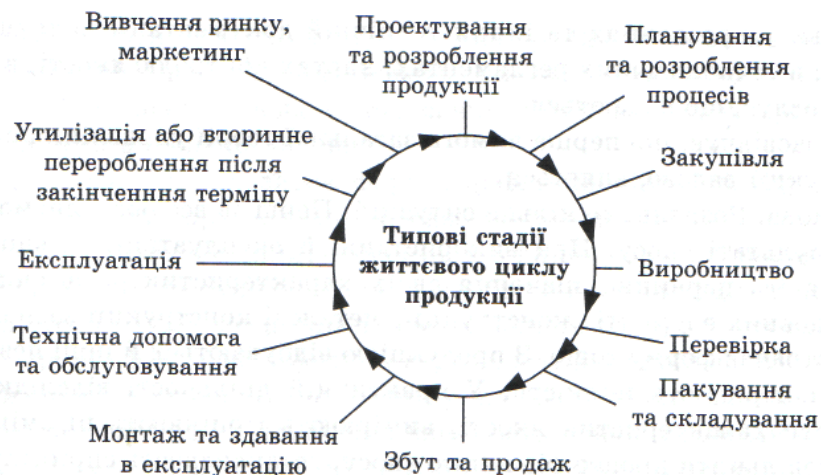 Вивчення ринку,
маркетинг
Проектування
та розроблення
продукції
Планування
та розроблення
процесів
Закупівля
Виробництво
Перевірка
Пакування
та складування
Збут та продаж
Монтаж та здавання
в експлуатацію
Технічна допомога
та обслуговування
Експлуатація
Утилізація або вторинне
перероблення після
закінчення терміну
Типові стадії
життєвого циклу
продукції